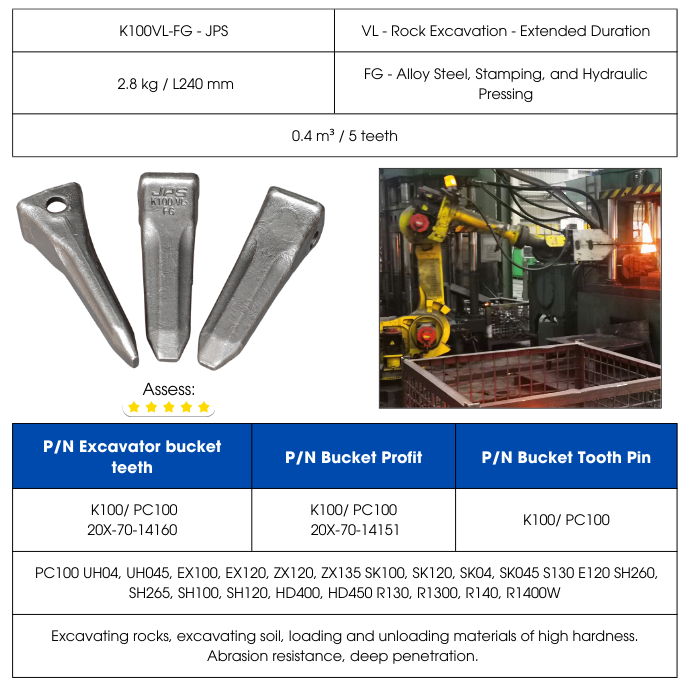 K100VL-FG - JPS
VL - Rock Excavation - Extended Duration
2.8 kg / L240 mm
FG - Alloy Steel, Stamping, and Hydraulic
Pressing
0.4 m³ / 5 teeth
JPS
K100VL
FG
Assess:
P/N Excavator bucket
teeth
P/N Bucket Profit
P/N Bucket Tooth Pin
K100/ PC100
20X-70-14160
K100/ PC100
20X-70-14151
K100/ PC100
PC100 UH04, UH045, EX100, EX120, ZX120, ZX135 SK100, SK120, SK04, SK045 S130 E120 SH260,
SH265, SH100, SH120, HD400, HD450 R130, R1300, R140, R1400W
Excavating rocks, excavating soil, loading and unloading materials of high hardness.
Abrasion resistance, deep penetration.